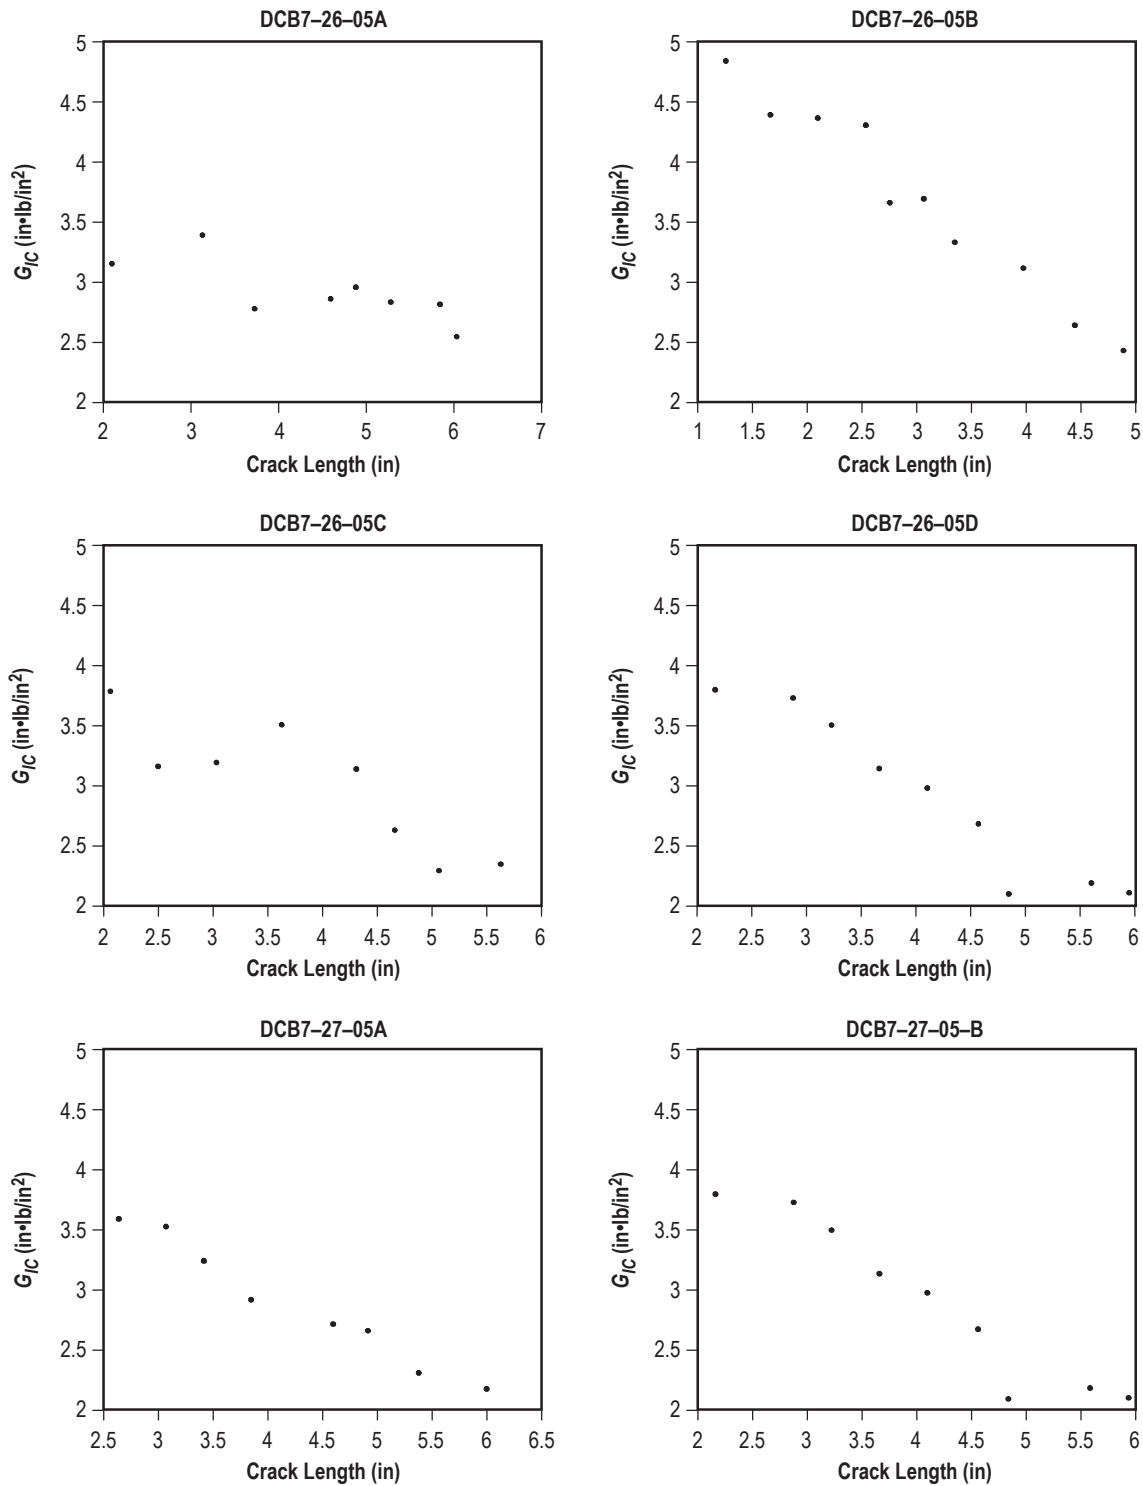 DCB7–26–05A
5
4.5
4
3.5
3
2.5
2
G_IC (in•lb/in²)
2 3 4 5 6 7
Crack Length (in)
DCB7–26–05B
5
4.5
4
3.5
3
2.5
2
G_IC (in•lb/in²)
1 1.5 2 2.5 3 3.5 4 4.5 5
Crack Length (in)
DCB7–26–05C
5
4.5
4
3.5
3
2.5
2
G_IC (in•lb/in²)
2 2.5 3 3.5 4 4.5 5 5.5 6
Crack Length (in)
DCB7–26–05D
5
4.5
4
3.5
3
2.5
2
G_IC (in•lb/in²)
2 2.5 3 3.5 4 4.5 5 5.5 6
Crack Length (in)
DCB7–27–05A
5
4.5
4
3.5
3
2.5
2
G_IC (in•lb/in²)
2.5 3 3.5 4 4.5 5 5.5 6 6.5
Crack Length (in)
DCB7–27–05–B
5
4.5
4
3.5
3
2.5
2
G_IC (in•lb/in²)
2 2.5 3 3.5 4 4.5 5 5.5 6
Crack Length (in)